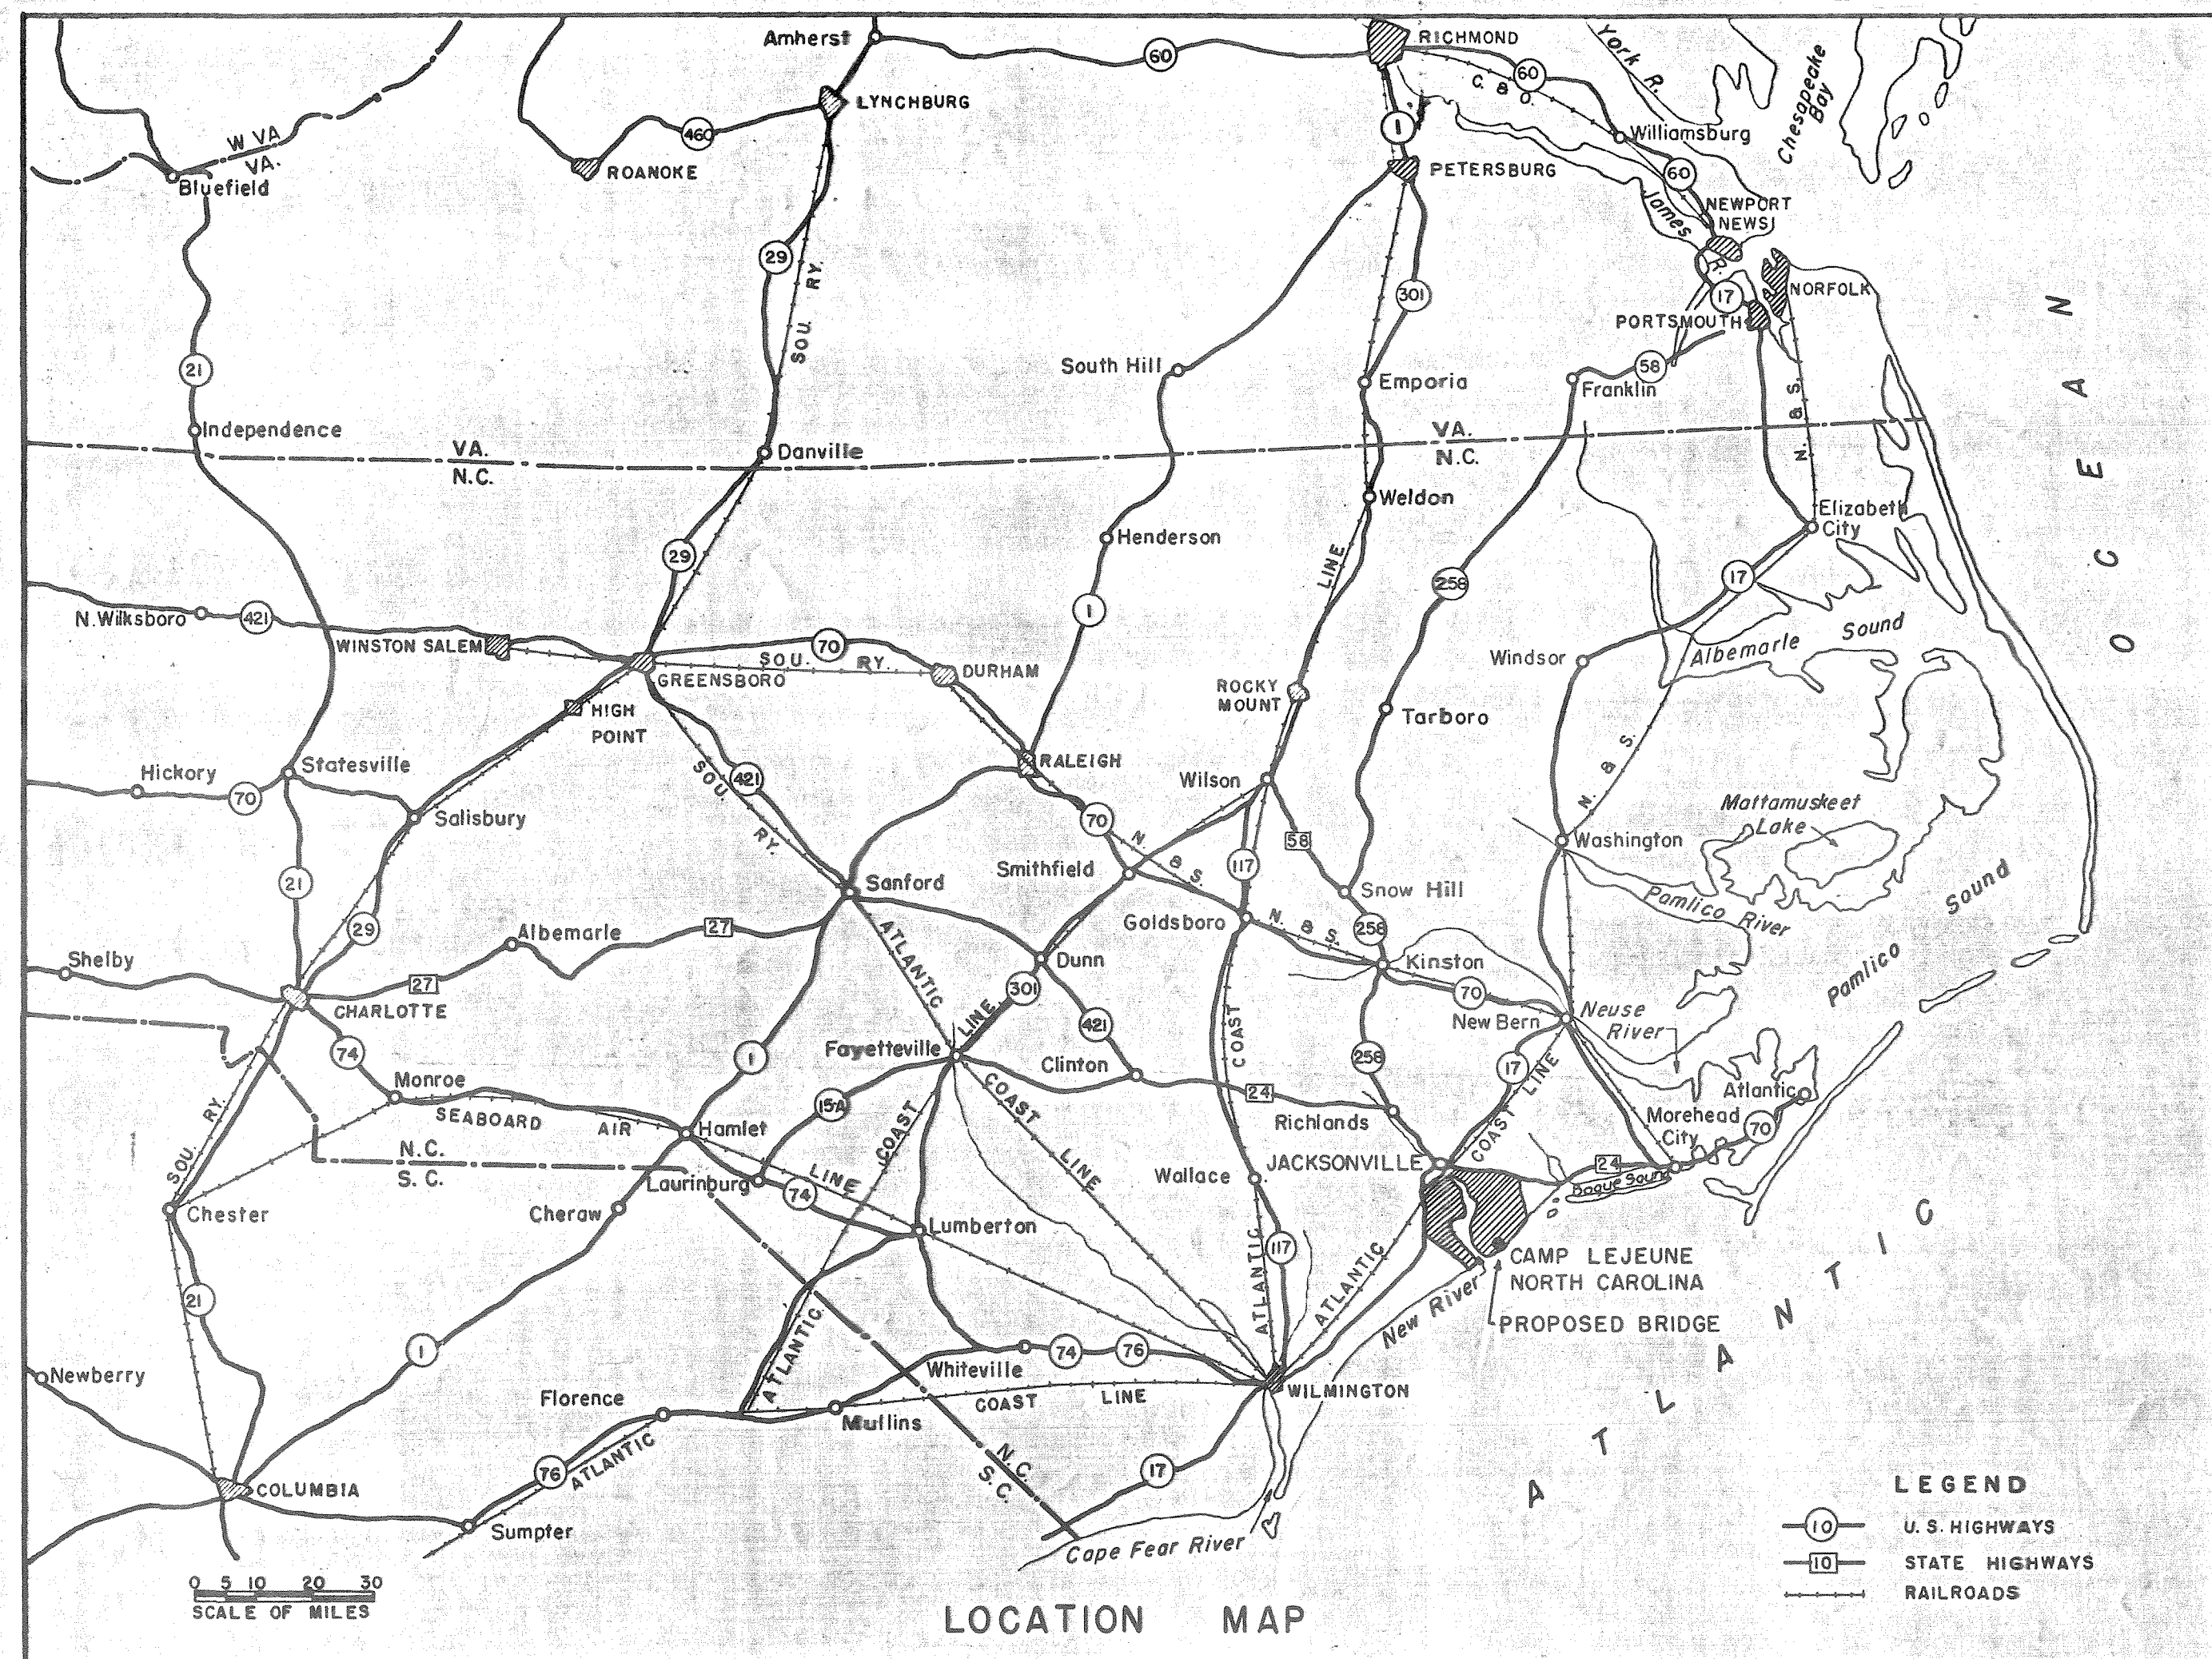 Amherst
60
RICHMOND
60
C. & O.
York R.
Chesapeake
Bay
LYNCHBURG
460
ROANOKE
W VA
VA.
Bluefield
1
Williamsburg
PETERSBURG
60
James
R.
NEWPORT
NEWS
29
SOU. RY.
301
17
NORFOLK
PORTSMOUTH
21
South Hill
Emporia
58
Franklin
N. & S.
Independence
VA.
N.C.
Danville
VA.
N.C.
Weldon
Elizabeth
City
29
Henderson
LINE
258
17
N. Wilksboro
421
WINSTON SALEM
70
SOU. RY.
GREENSBORO
DURHAM
1
Windsor
Albemarle Sound
HIGH
POINT
ROCKY
MOUNT
Tarboro
Hickory
70
Statesville
Salisbury
SOU. RY.
421
RALEIGH
Wilson
N. & S.
Mattamuskeet
Lake
70
N. & S.
58
Washington
21
Smithfield
117
Sanford
Snow Hill
Pamlico River
Pamlico Sound
29
Albemarle
27
Goldsboro
N. & S.
258
Shelby
27
CHARLOTTE
ATLANTIC
Dunn
301
LINE
Kinston
70
New Bern
Neuse
River
74
Monroe
1
Fayetteville
421
Clinton
COAST
258
17
COAST LINE
SEABOARD AIR LINE
15A
24
Richlands
Atlantic
Morehead
City
70
SOU. RY.
Hamlet
COAST
COAST LINE
N.C.
S.C.
Laurinburg
74
Wallace
JACKSONVILLE
24
Bogue Sound
Chester
Cheraw
Lumberton
117
CAMP LEJEUNE
NORTH CAROLINA
PROPOSED BRIDGE
ATLANTIC
ATLANTIC
New River
21
1
ATLANTIC
Whiteville
74
76
Newberry
Florence
Mullins
COAST LINE
WILMINGTON
76
ATLANTIC
N.C.
S.C.
17
COLUMBIA
Sumpter
Cape Fear River
ATLANTIC OCEAN
LEGEND
10 U.S. HIGHWAYS
10 STATE HIGHWAYS
RAILROADS
0 5 10 20 30
SCALE OF MILES
LOCATION MAP